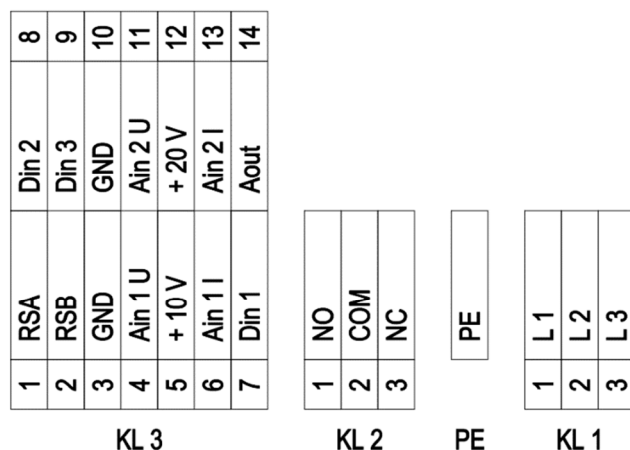 8 9 10 11 12 13 14
Din 2 Din 3 GND Ain 2 U + 20 V Ain 2 I Aout
RSA RSB GND Ain 1 U + 10 V Ain 1 I Din 1
1 2 3 4 5 6 7
KL 3
NO COM NC
1 2 3
KL 2
PE
PE
L 1 L 2 L 3
1 2 3
KL 1